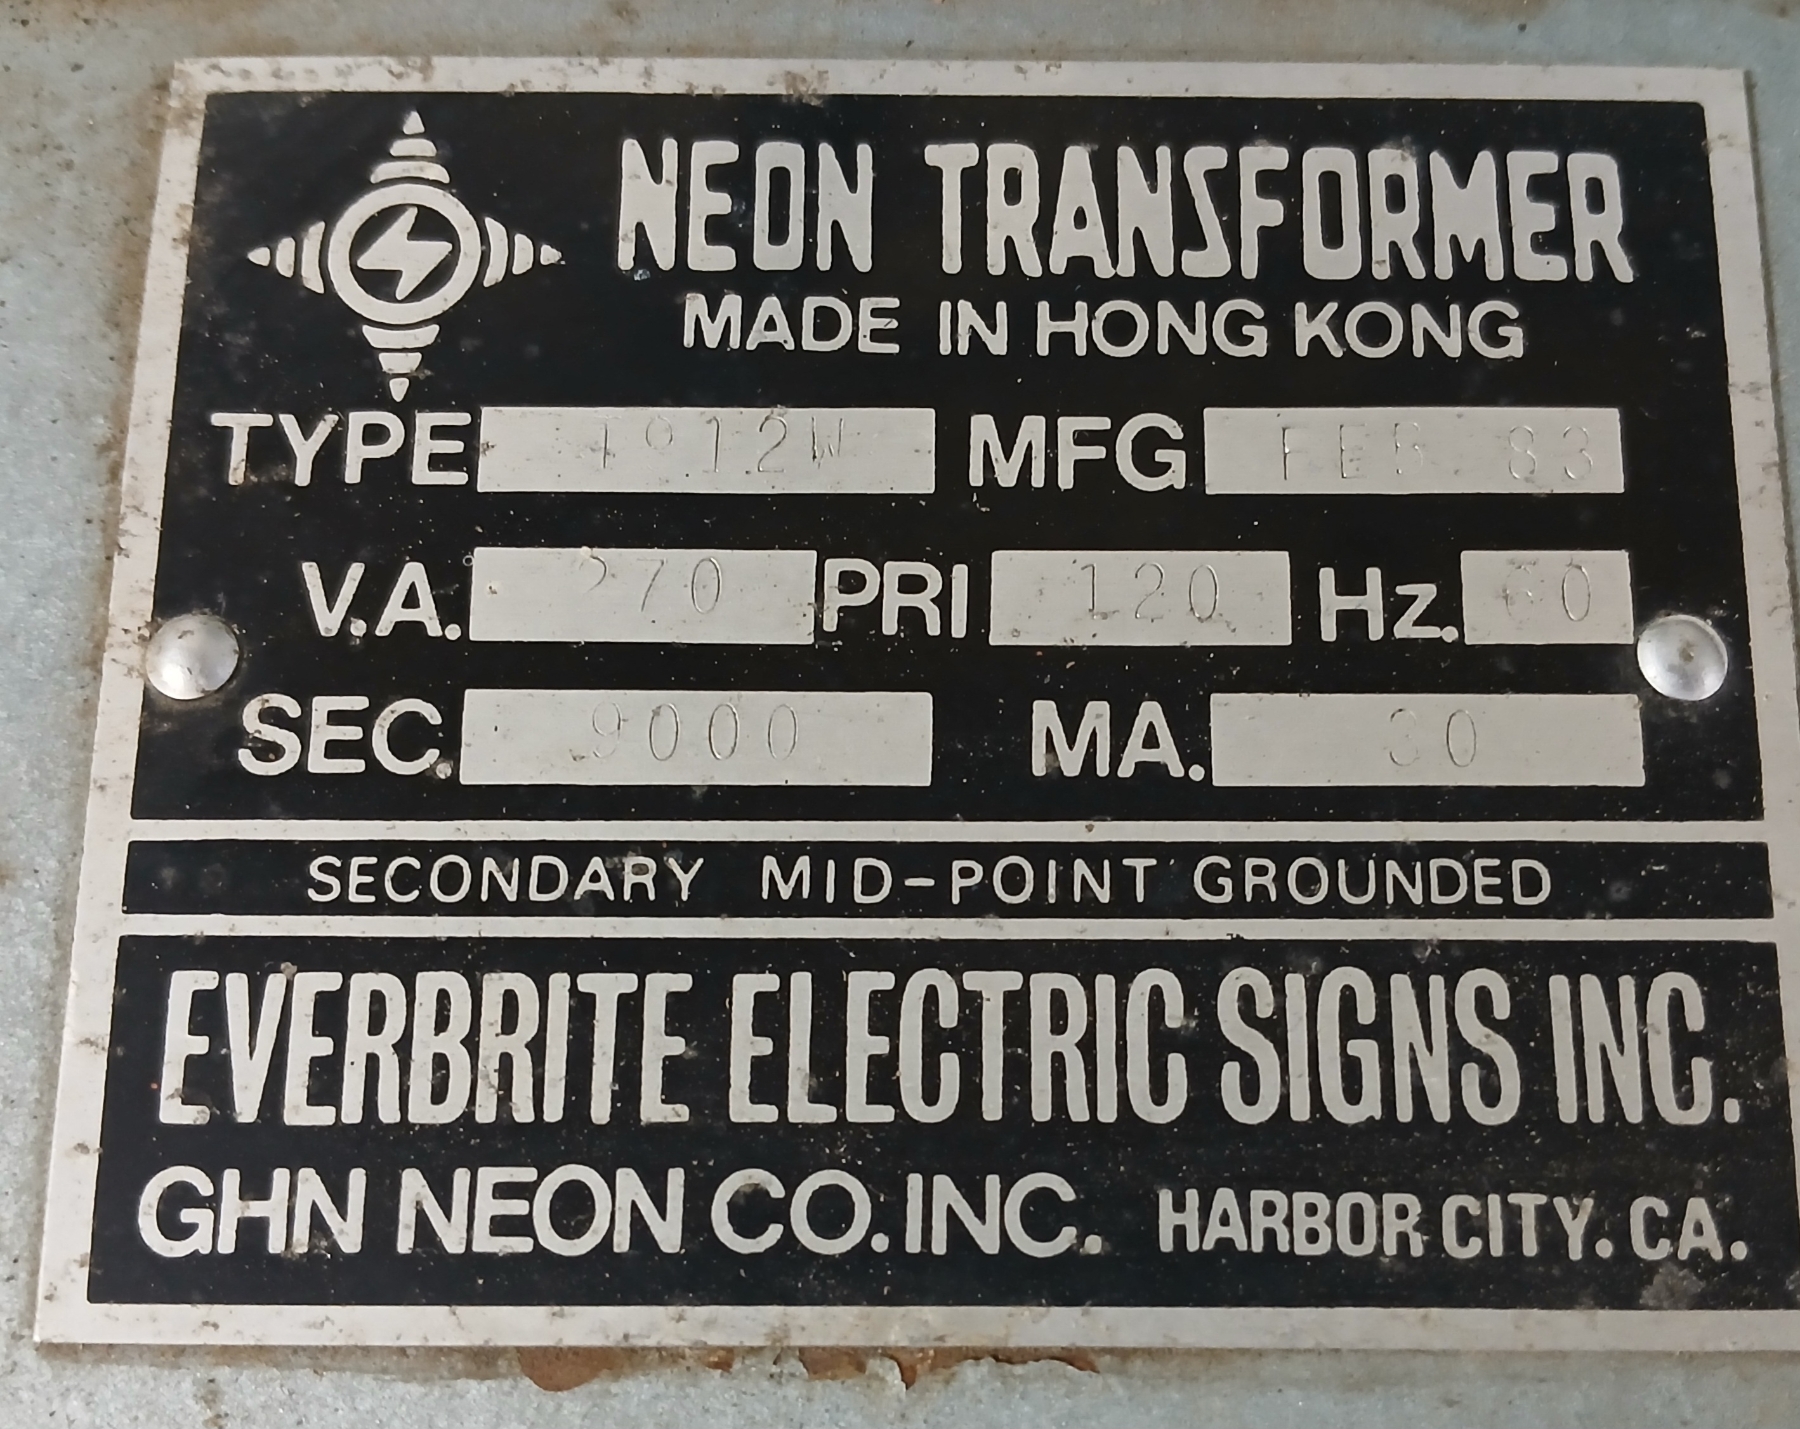 NEON TRANSFORMER
MADE IN HONG KONG
TYPE MFG FEB 83
V.A. 270 PRI 120 Hz. 60
SEC. 9000 MA. 30
SECONDARY MID-POINT GROUNDED
EVERBRITE ELECTRIC SIGNS INC.
GHN NEON CO. INC. HARBOR CITY. CA.